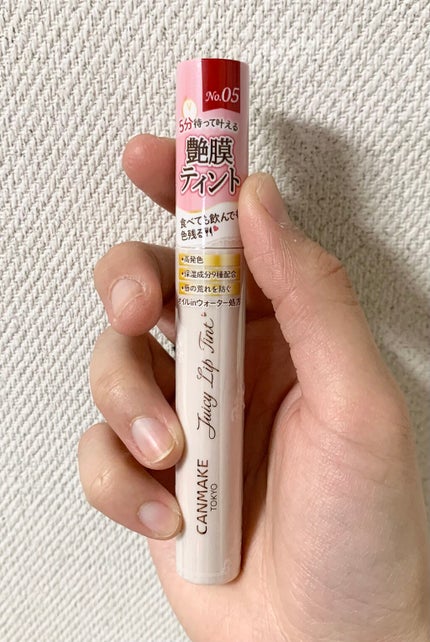 No.05
5分待って叶える
艶膜
ティント
食べても飲んでも
色残る
•高発色
•保湿成分9種配合
•唇の荒れを防ぐ
オイルinウォーター処方
Juicy Lip Tint
CANMAKE
TOKYO